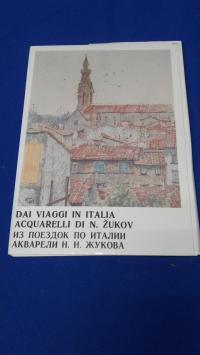 DAI VIAGGI IN ITALIA
ACQUARELLI DI N. ŽUKOV
ИЗ ПОЕЗДОК ПО ИТАЛИИ
АКВАРЕЛИ Н. Н. ЖУКОВА